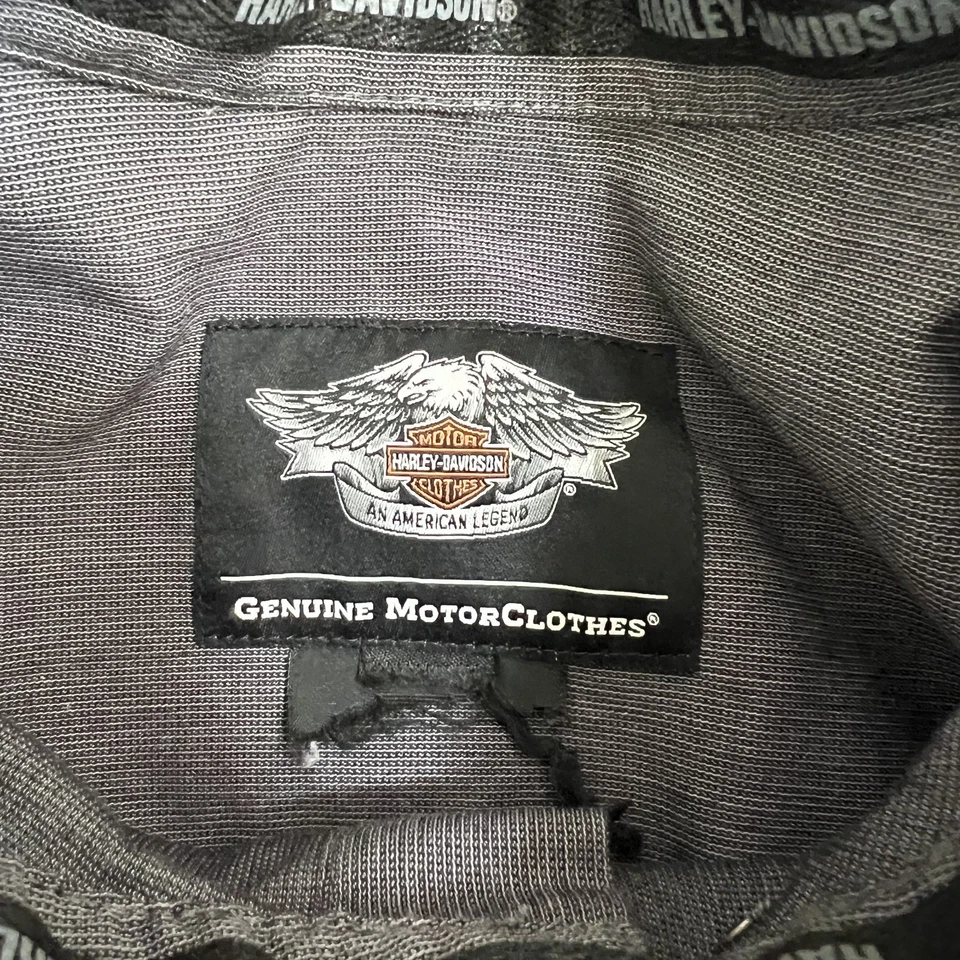 HARLEY-DAVIDSON®
HARLEY-DAVIDSON
MOTOR
HARLEY-DAVIDSON
CLOTHES
®
AN AMERICAN LEGEND
GENUINE MOTORCLOTHES®